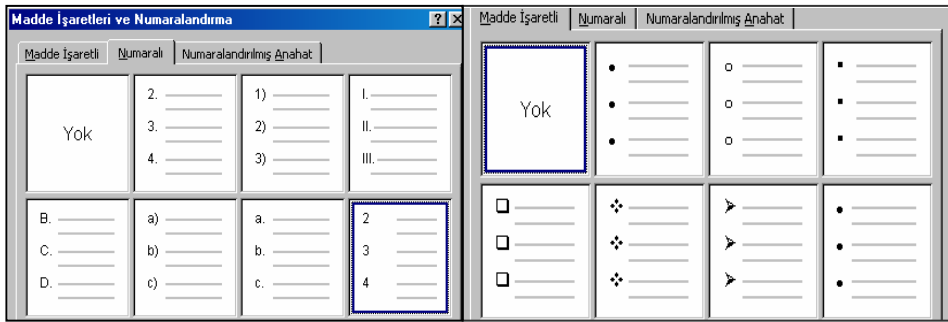 Madde İşaretleri ve Numaralandırma
Madde İşaretli Numaralı Numaralandırılmış Anahat
Yok
2.
3.
4.
1)
2)
3)
I.
II.
III.
B.
C.
D.
a)
b)
c)
a.
b.
c.
2
3
4
Madde İşaretli Numaralı Numaralandırılmış Anahat
Yok